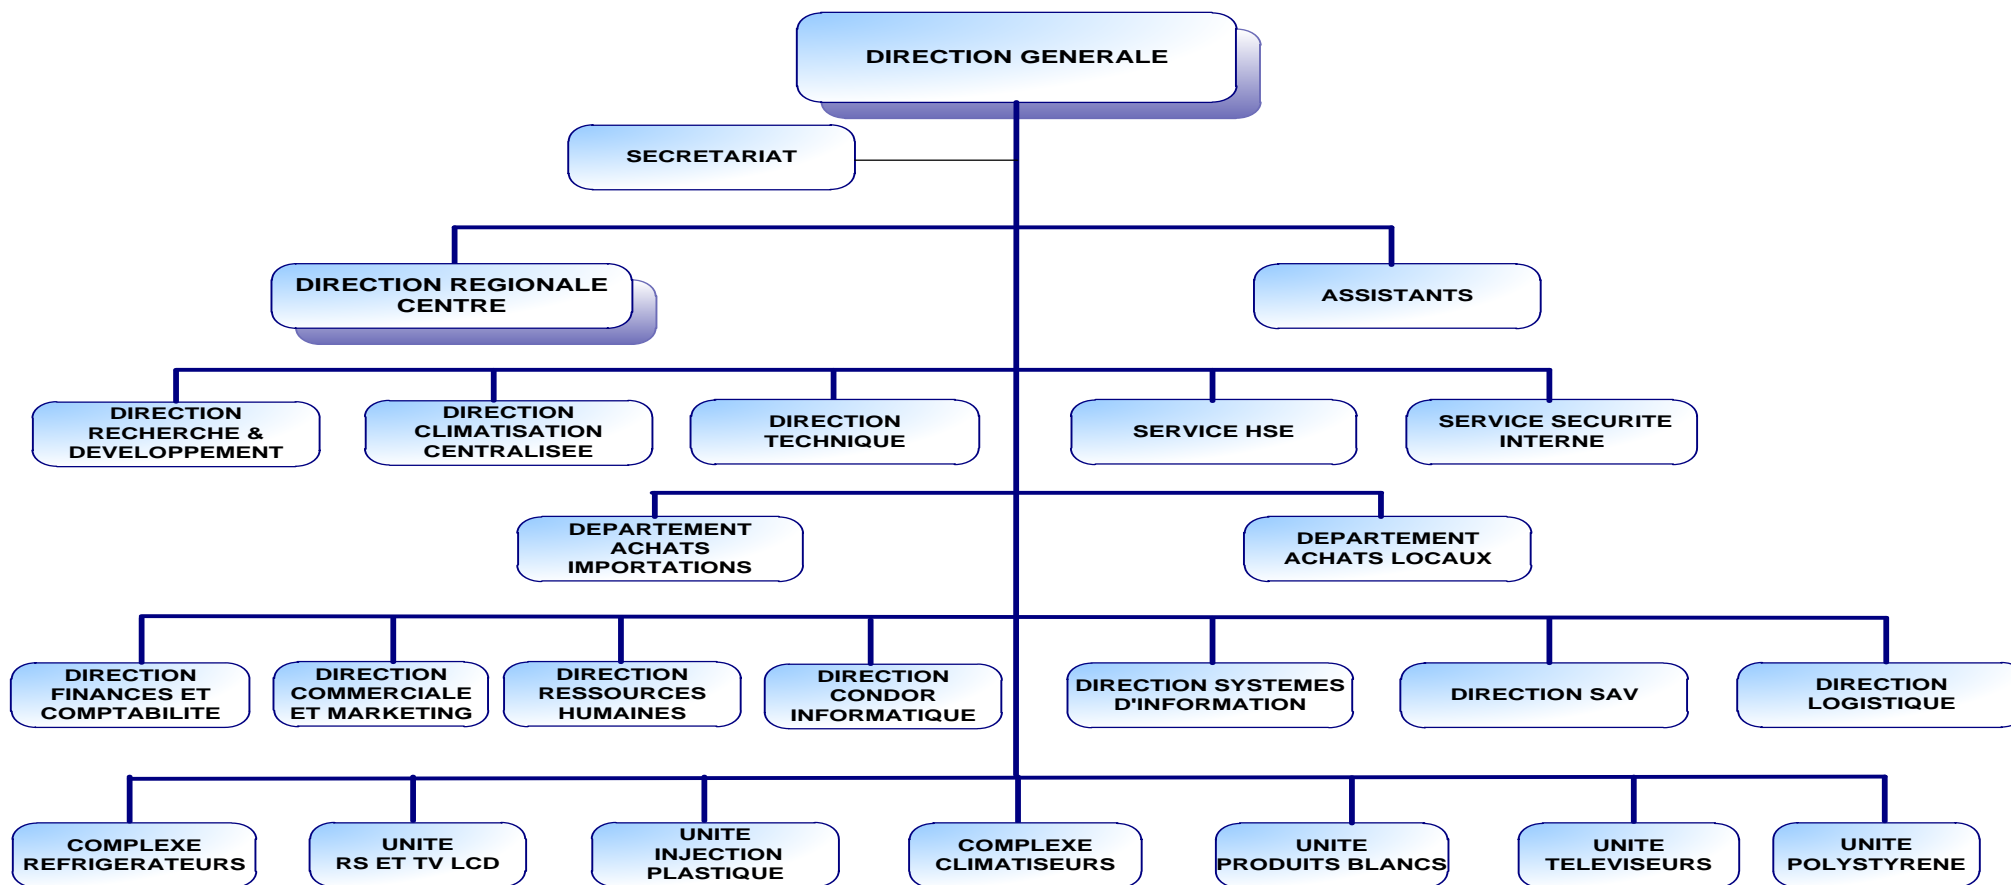 DIRECTION GENERALE
SECRETARIAT
DIRECTION REGIONALE
CENTRE
ASSISTANTS
DIRECTION
RECHERCHE &
DEVELOPPEMENT
DIRECTION
CLIMATISATION
CENTRALISEE
DIRECTION
TECHNIQUE
SERVICE HSE
SERVICE SECURITE
INTERNE
DEPARTEMENT
ACHATS
IMPORTATIONS
DEPARTEMENT
ACHATS LOCAUX
DIRECTION
FINANCES ET
COMPTABILITE
DIRECTION
COMMERCIALE
ET MARKETING
DIRECTION
RESSOURCES
HUMAINES
DIRECTION
CONDOR
INFORMATIQUE
DIRECTION SYSTEMES
D'INFORMATION
DIRECTION SAV
DIRECTION
LOGISTIQUE
COMPLEXE
REFRIGERATEURS
UNITE
RS ET TV LCD
UNITE
INJECTION
PLASTIQUE
COMPLEXE
CLIMATISEURS
UNITE
PRODUITS BLANCS
UNITE
TELEVISEURS
UNITE
POLYSTYRENE